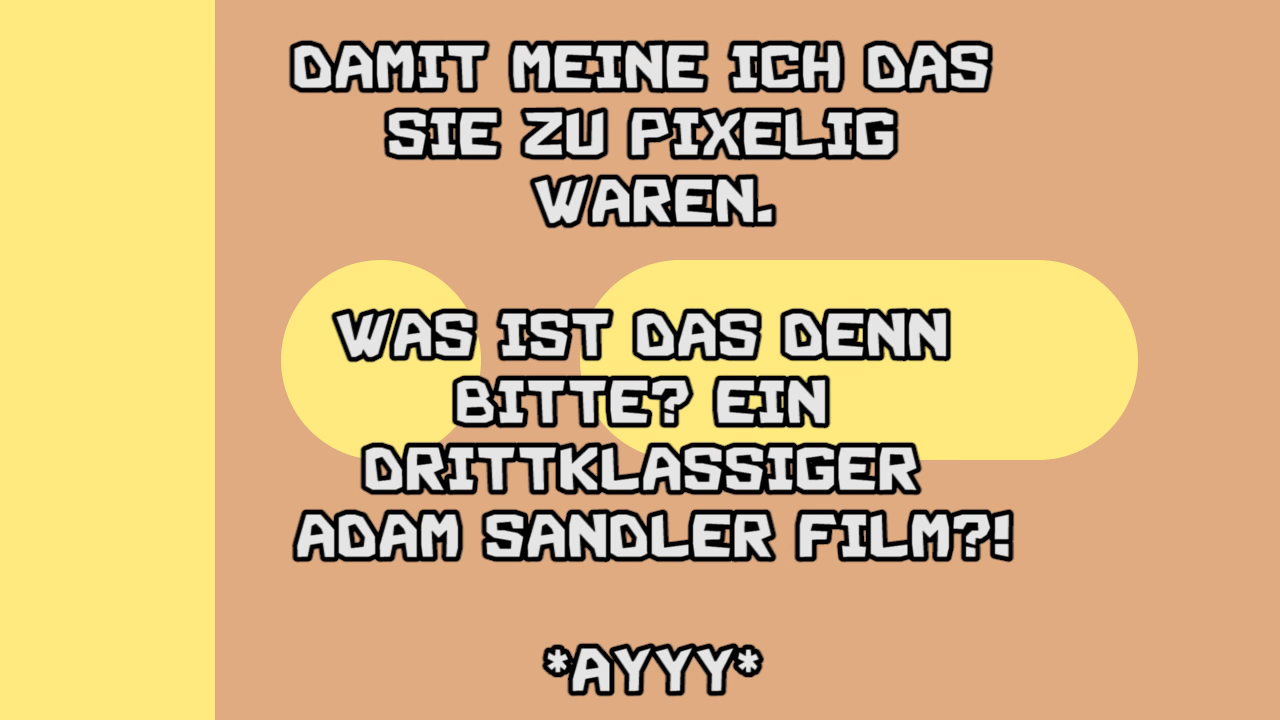 DAMIT MEINE ICH DAS
SIE ZU PIXELIG
WAREN.
WAS IST DAS DENN
BITTE? EIN
DRITTKLASSIGER
ADAM SANDLER FILM?!
*AYYY*